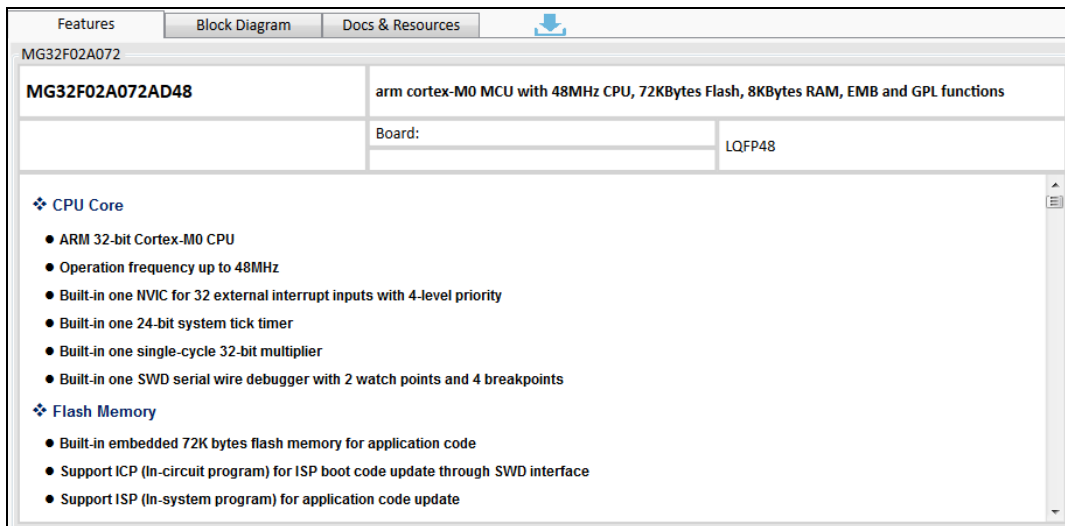 Features
Block Diagram
Docs & Resources
MG32F02A072
MG32F02A072AD48
arm cortex-M0 MCU with 48MHz CPU, 72KBytes Flash, 8KBytes RAM, EMB and GPL functions
Board:
LQFP48
❖ CPU Core
● ARM 32-bit Cortex-M0 CPU
● Operation frequency up to 48MHz
● Built-in one NVIC for 32 external interrupt inputs with 4-level priority
● Built-in one 24-bit system tick timer
● Built-in one single-cycle 32-bit multiplier
● Built-in one SWD serial wire debugger with 2 watch points and 4 breakpoints
❖ Flash Memory
● Built-in embedded 72K bytes flash memory for application code
● Support ICP (In-circuit program) for ISP boot code update through SWD interface
● Support ISP (In-system program) for application code update